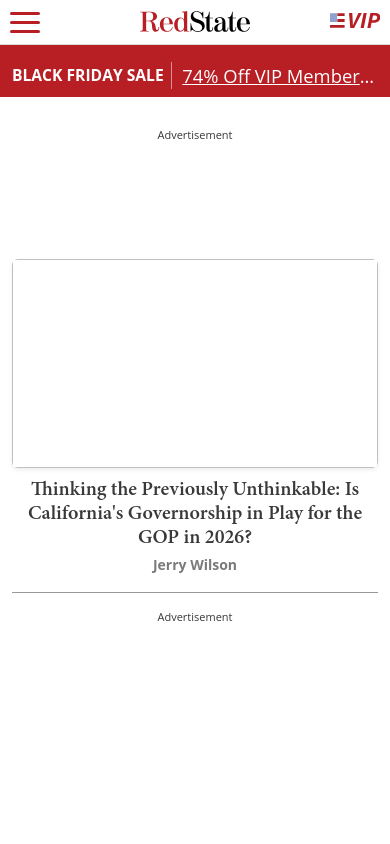 RedState
VIP
BLACK FRIDAY SALE
74% Off VIP Member...
Advertisement
Thinking the Previously Unthinkable: Is
California's Governorship in Play for the
GOP in 2026?
Jerry Wilson
Advertisement